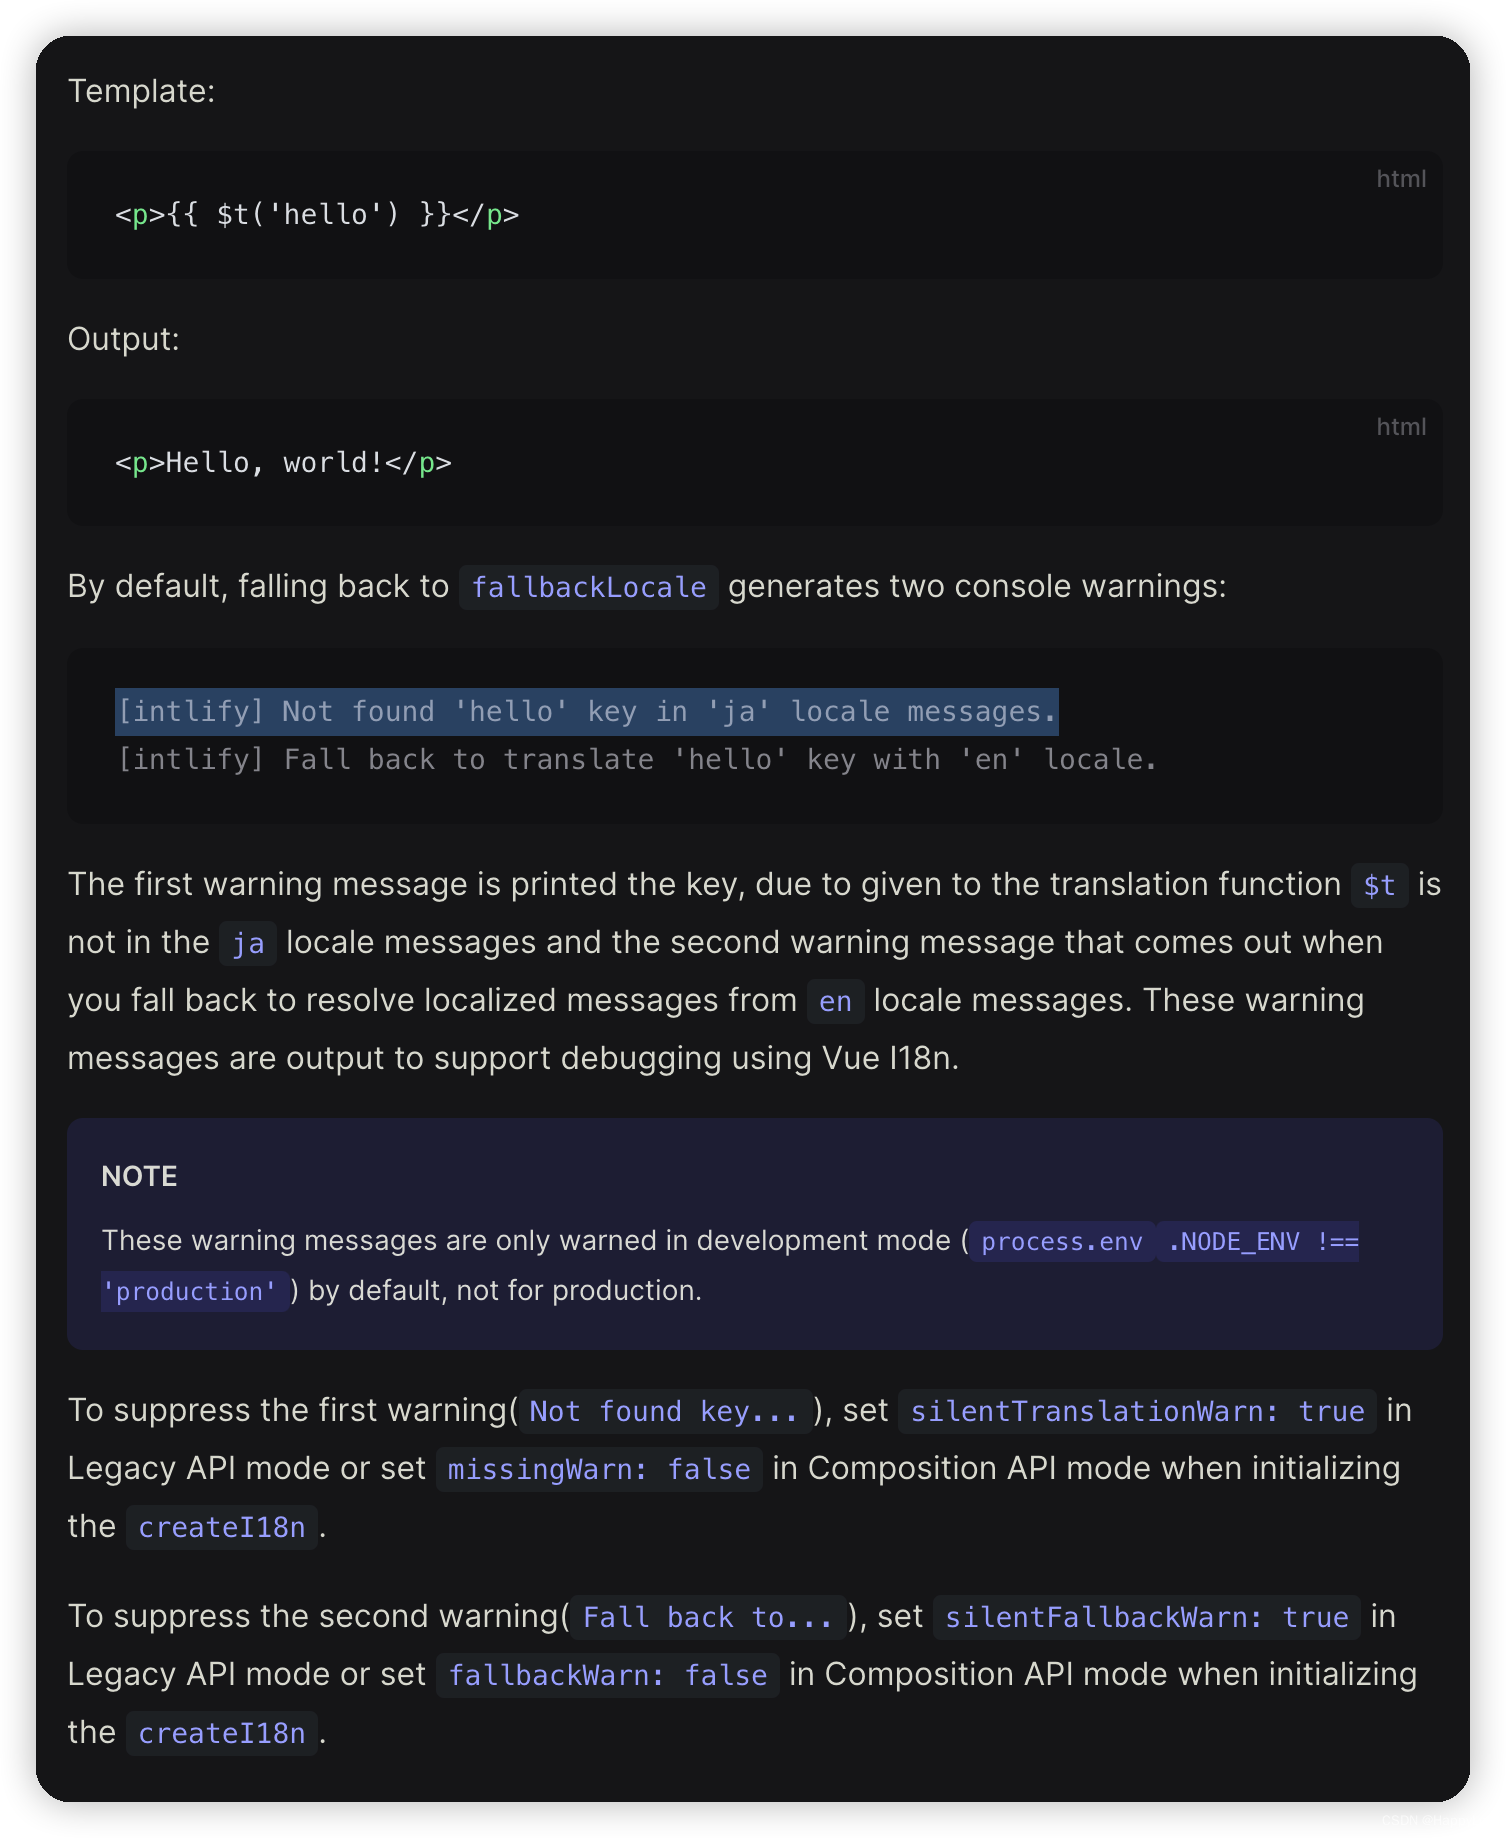 Template:
html
<p>{{ $t('hello') }}</p>
Output:
html
<p>Hello, world!</p>
By default, falling back to fallbackLocale generates two console warnings:
[intlify] Not found 'hello' key in 'ja' locale messages.
[intlify] Fall back to translate 'hello' key with 'en' locale.
The first warning message is printed the key, due to given to the translation function $t is
not in the ja locale messages and the second warning message that comes out when
you fall back to resolve localized messages from en locale messages. These warning
messages are output to support debugging using Vue I18n.
NOTE
These warning messages are only warned in development mode ( process.env .NODE_ENV !==
'production' ) by default, not for production.
To suppress the first warning( Not found key... ), set silentTranslationWarn: true in
Legacy API mode or set missingWarn: false in Composition API mode when initializing
the createI18n .
To suppress the second warning( Fall back to... ), set silentFallbackWarn: true in
Legacy API mode or set fallbackWarn: false in Composition API mode when initializing
the createI18n .